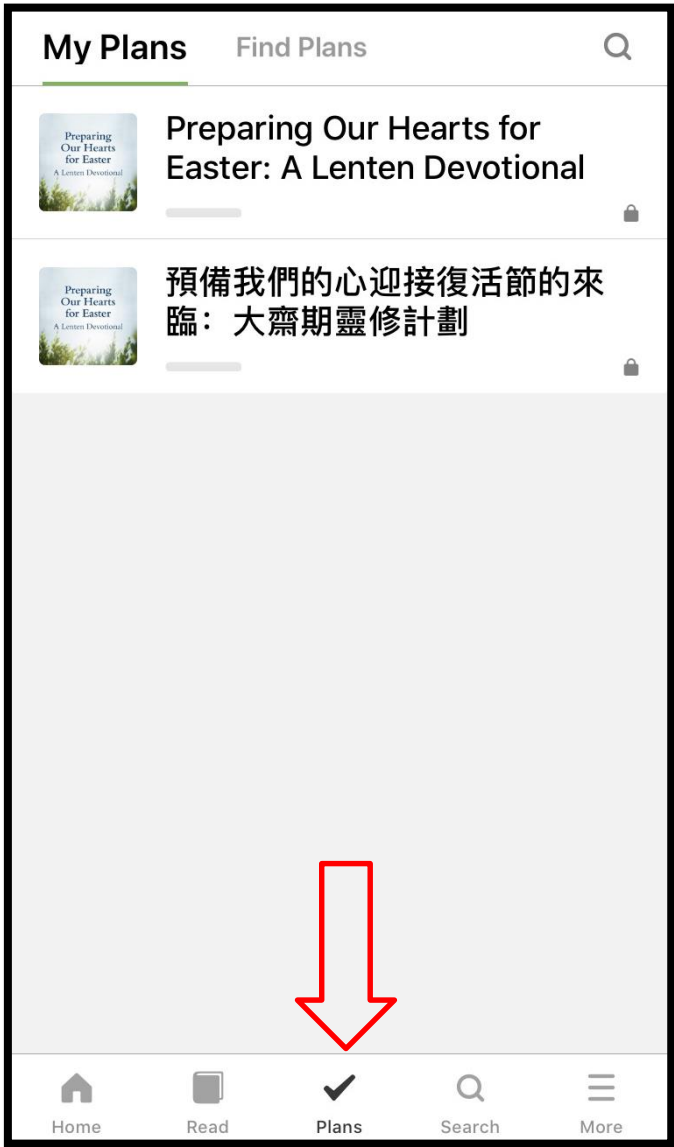 My Plans
Find Plans
Preparing
Our Hearts
for Easter
A Lenten Devotional
Preparing Our Hearts for
Easter: A Lenten Devotional
Preparing
Our Hearts
for Easter
A Lenten Devotional
預備我們的心迎接復活節的來
臨：大齋期靈修計劃
Home
Read
Plans
Search
More